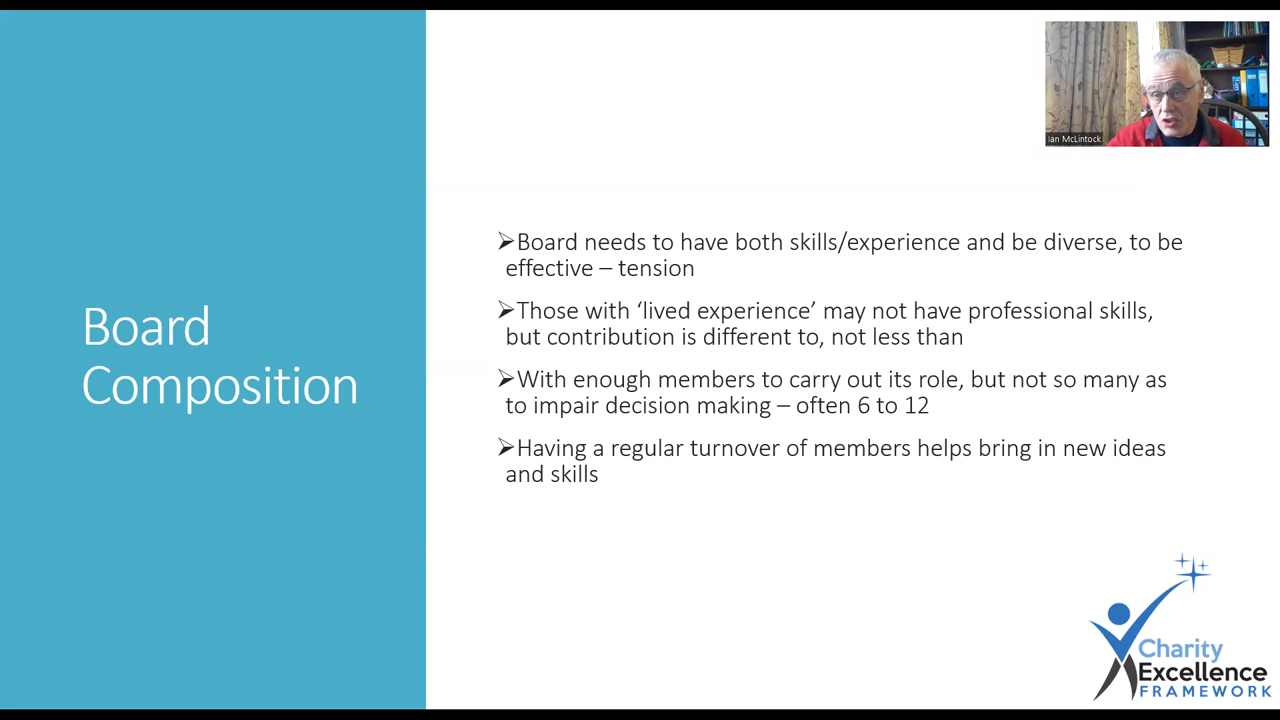 Ian McLintock
Board
Composition
➢Board needs to have both skills/experience and be diverse, to be
effective – tension
➢Those with ‘lived experience’ may not have professional skills,
but contribution is different to, not less than
➢With enough members to carry out its role, but not so many as
to impair decision making – often 6 to 12
➢Having a regular turnover of members helps bring in new ideas
and skills
Charity
Excellence
FRAMEWORK